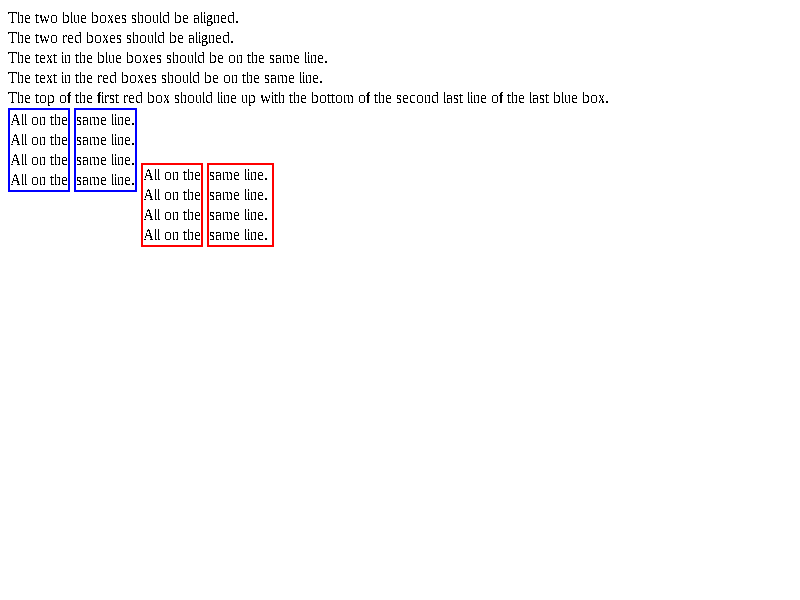 The two blue boxes should be aligned.
The two red boxes should be aligned.
The text in the blue boxes should be on the same line.
The text in the red boxes should be on the same line.
The top of the first red box should line up with the bottom of the second last line of the last blue box.
All on the same line.
All on the same line.
All on the same line.
All on the same line.
All on the same line.
All on the same line.
All on the same line.
All on the same line.